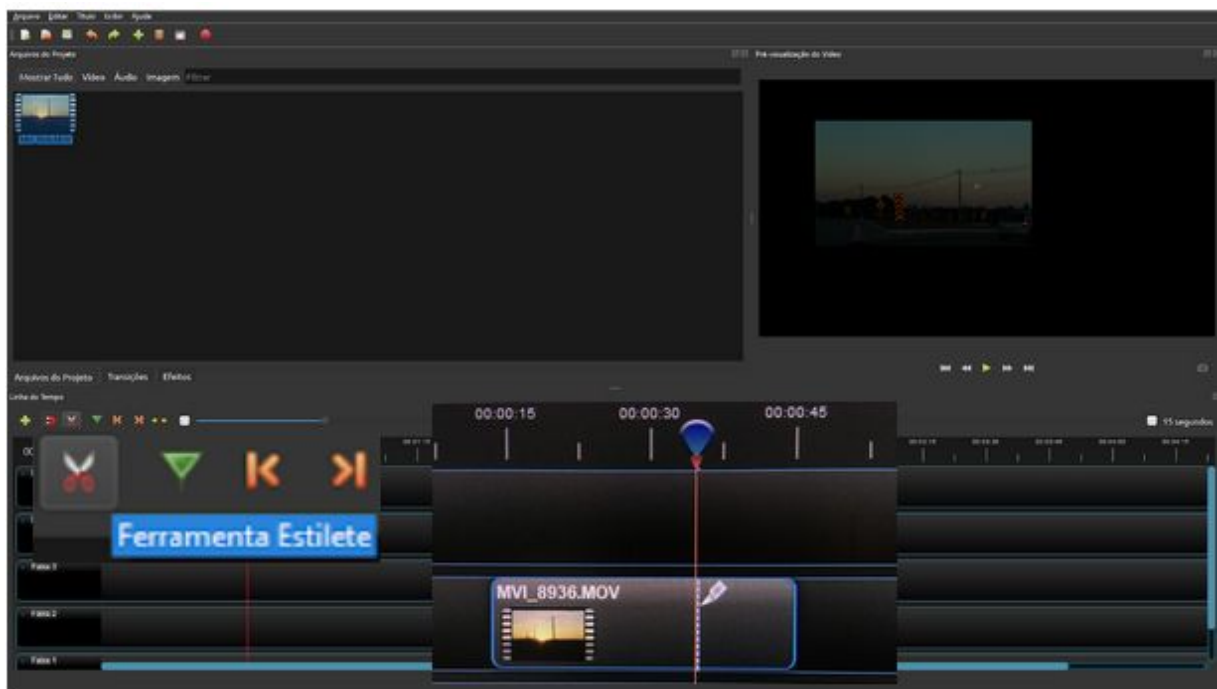 Arquivo Editar Título Exibir Ajuda
Arquivos do Projeto
Pré-visualização do Vídeo
Mostrar Tudo Vídeo Áudio Imagem Filtrar
Arquivos do Projeto Transições Efeitos
Linha do Tempo
15 segundos
00:00:15 00:00:30 00:00:45
Ferramenta Estilete
MVI_8936.MOV
Faixa 3
Faixa 2
Faixa 1